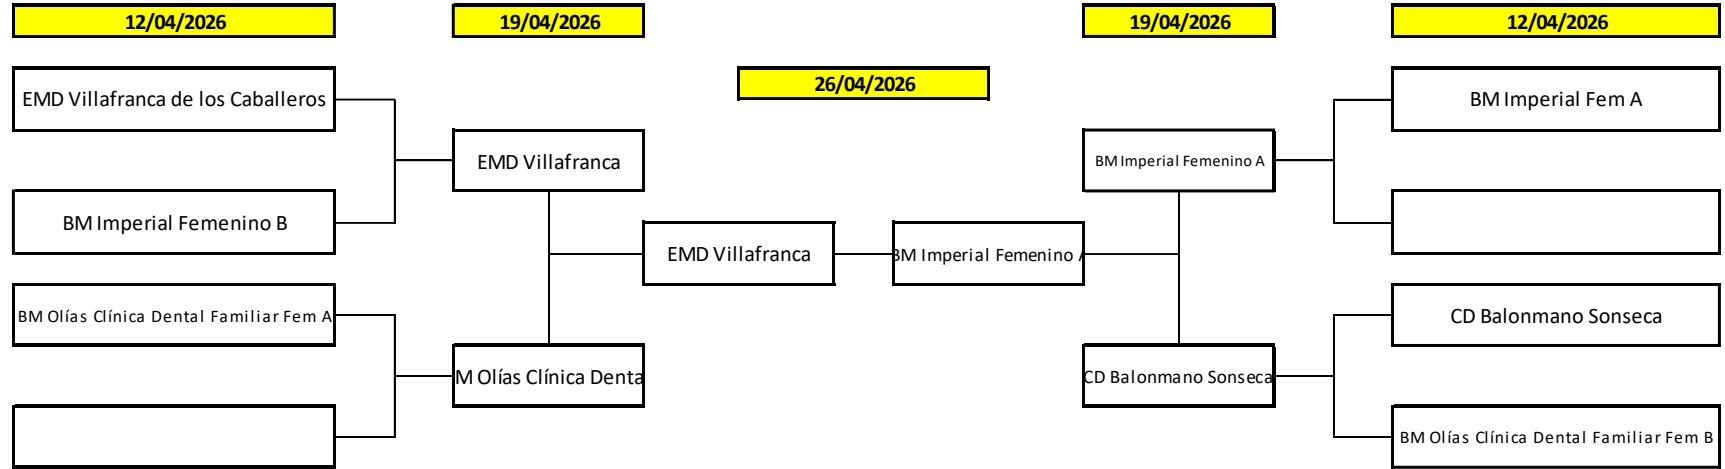 12/04/2026
19/04/2026
19/04/2026
12/04/2026
26/04/2026
EMD Villafranca de los Caballeros
BM Imperial Fem A
EMD Villafranca
BM Imperial Femenino A
BM Imperial Femenino B
EMD Villafranca
BM Imperial Femenino A
BM Olías Clínica Dental Familiar Fem A
CD Balonmano Sonseca
M Olías Clínica Denta
CD Balonmano Sonseca
BM Olías Clínica Dental Familiar Fem B